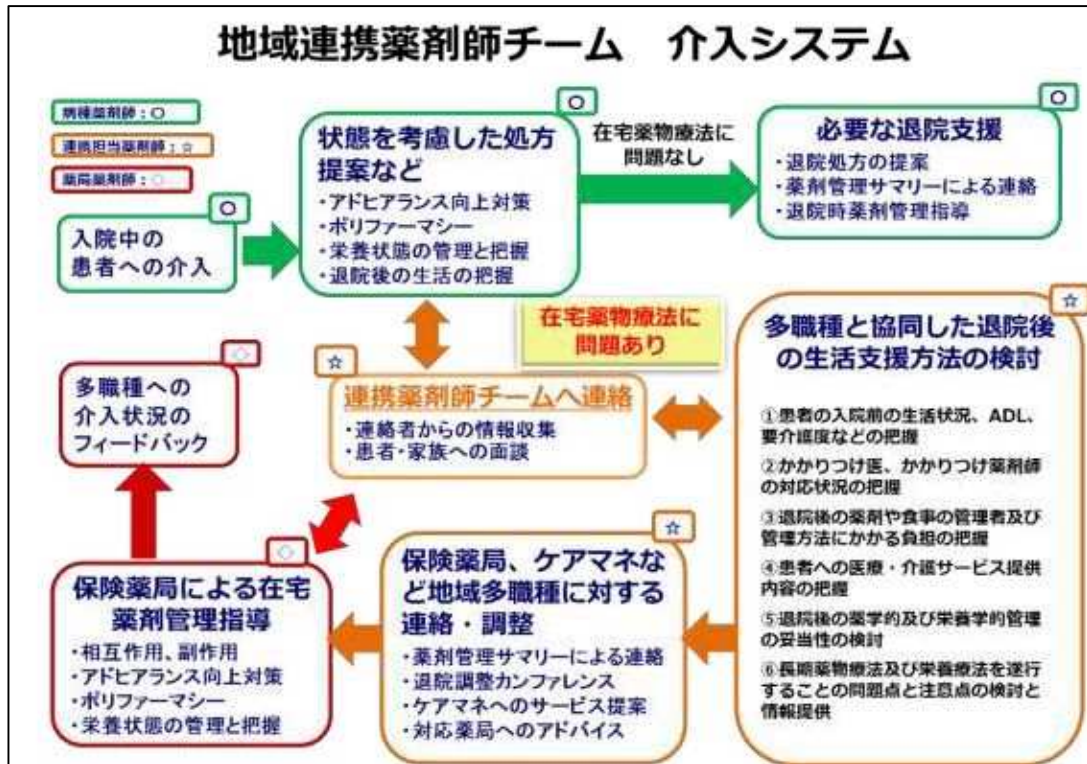 地域連携薬剤師チーム　介入システム
病棟薬剤師：○
連携担当薬剤師：☆
薬局薬剤師：◇
○
入院中の
患者への介入
○
状態を考慮した処方
提案など
・アドヒアランス向上対策
・ポリファーマシー
・栄養状態の管理と把握
・退院後の生活の把握
在宅薬物療法に
問題なし
○
必要な退院支援
・退院処方の提案
・薬剤管理サマリーによる連絡
・退院時薬剤管理指導
在宅薬物療法に
問題あり
☆
連携薬剤師チームへ連絡
・連絡者からの情報収集
・患者・家族への面談
☆
多職種と協同した退院後
の生活支援方法の検討
①患者の入院前の生活状況、ADL、
要介護度などの把握
②かかりつけ医、かかりつけ薬剤師
の対応状況の把握
③退院後の薬剤や食事の管理者及び
管理方法にかかる負担の把握
④患者への医療・介護サービス提供
内容の把握
⑤退院後の薬学的及び栄養学的管理
の妥当性の検討
⑥長期薬物療法及び栄養療法を遂行
することの問題点と注意点の検討と
情報提供
☆
保険薬局、ケアマネな
ど地域多職種に対する
連絡・調整
・薬剤管理サマリーによる連絡
・退院調整カンファレンス
・ケアマネへのサービス提案
・対応薬局へのアドバイス
◇
保険薬局による在宅
薬剤管理指導
・相互作用、副作用
・アドヒアランス向上対策
・ポリファーマシー
・栄養状態の管理と把握
◇
多職種への
介入状況の
フィードバック